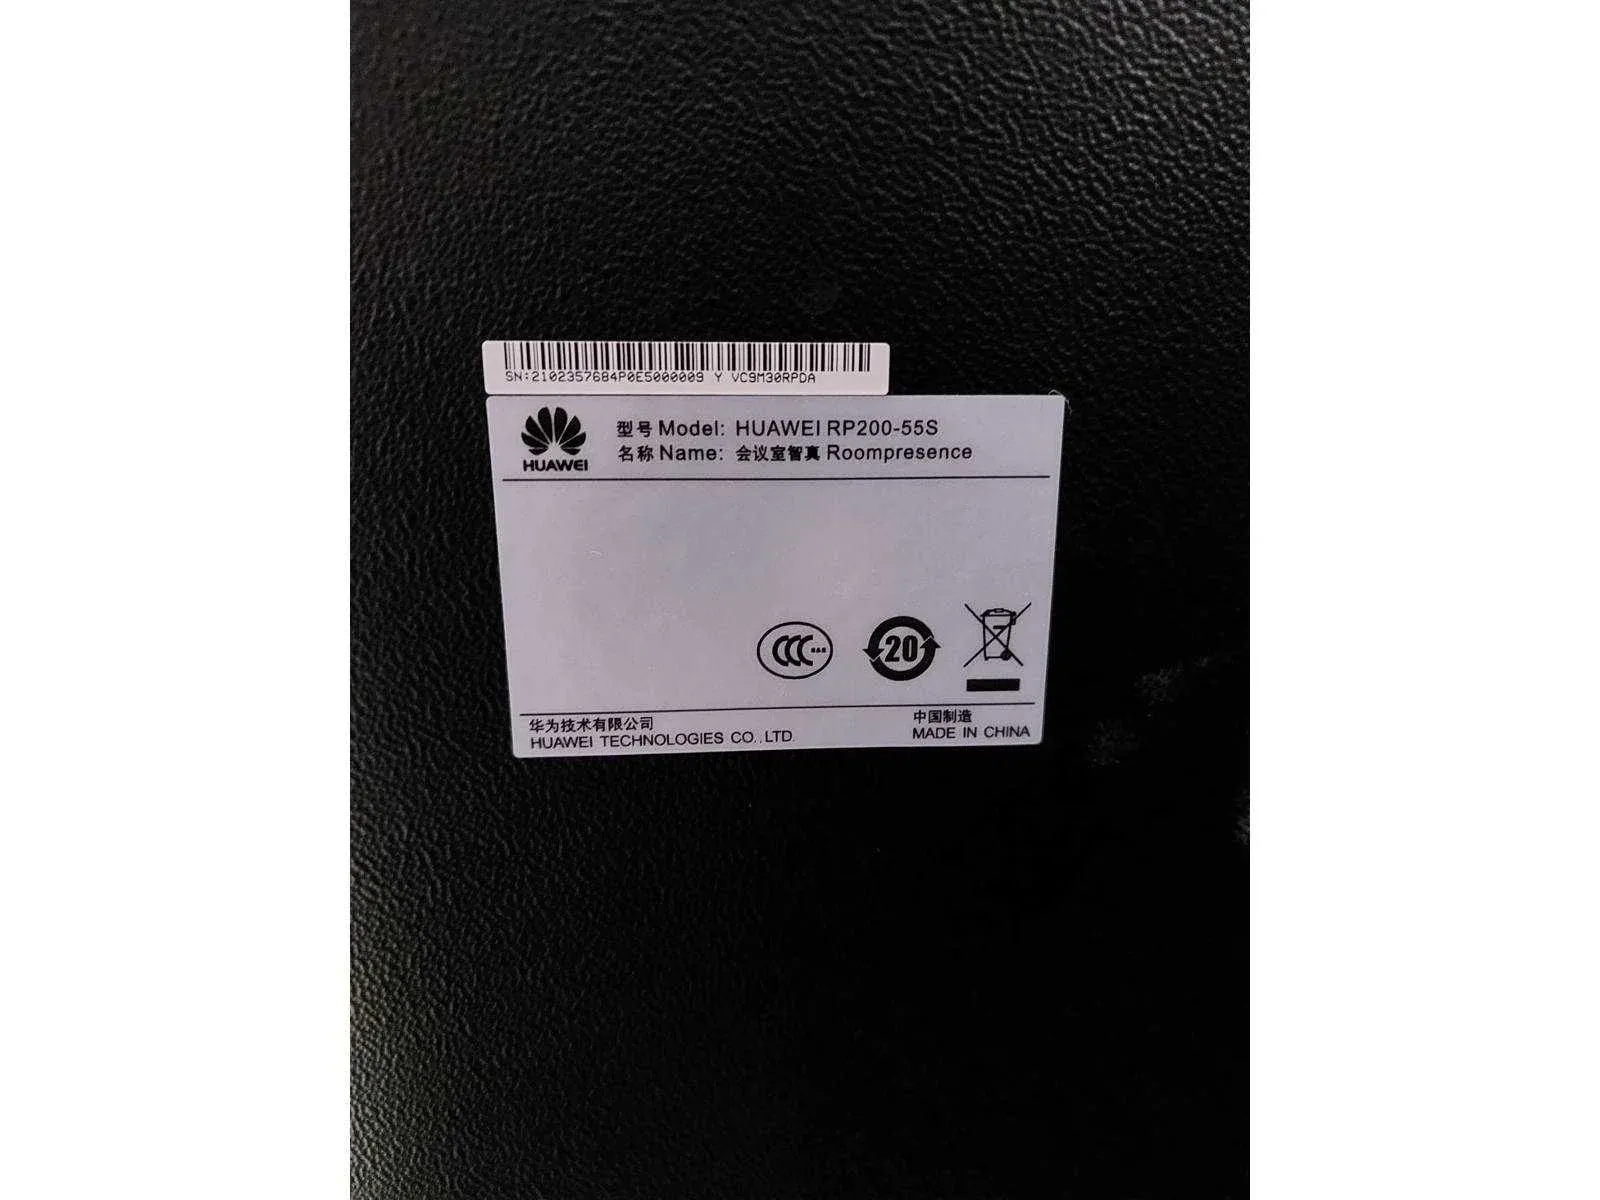 SN:2102357684P0E5000009 Y VC9M30RPDA
HUAWEI
型号 Model: HUAWEI RP200-55S
名称 Name: 会议室智真 Roompresence
CCC
20
华为技术有限公司
HUAWEI TECHNOLOGIES CO.,LTD.
中国制造
MADE IN CHINA